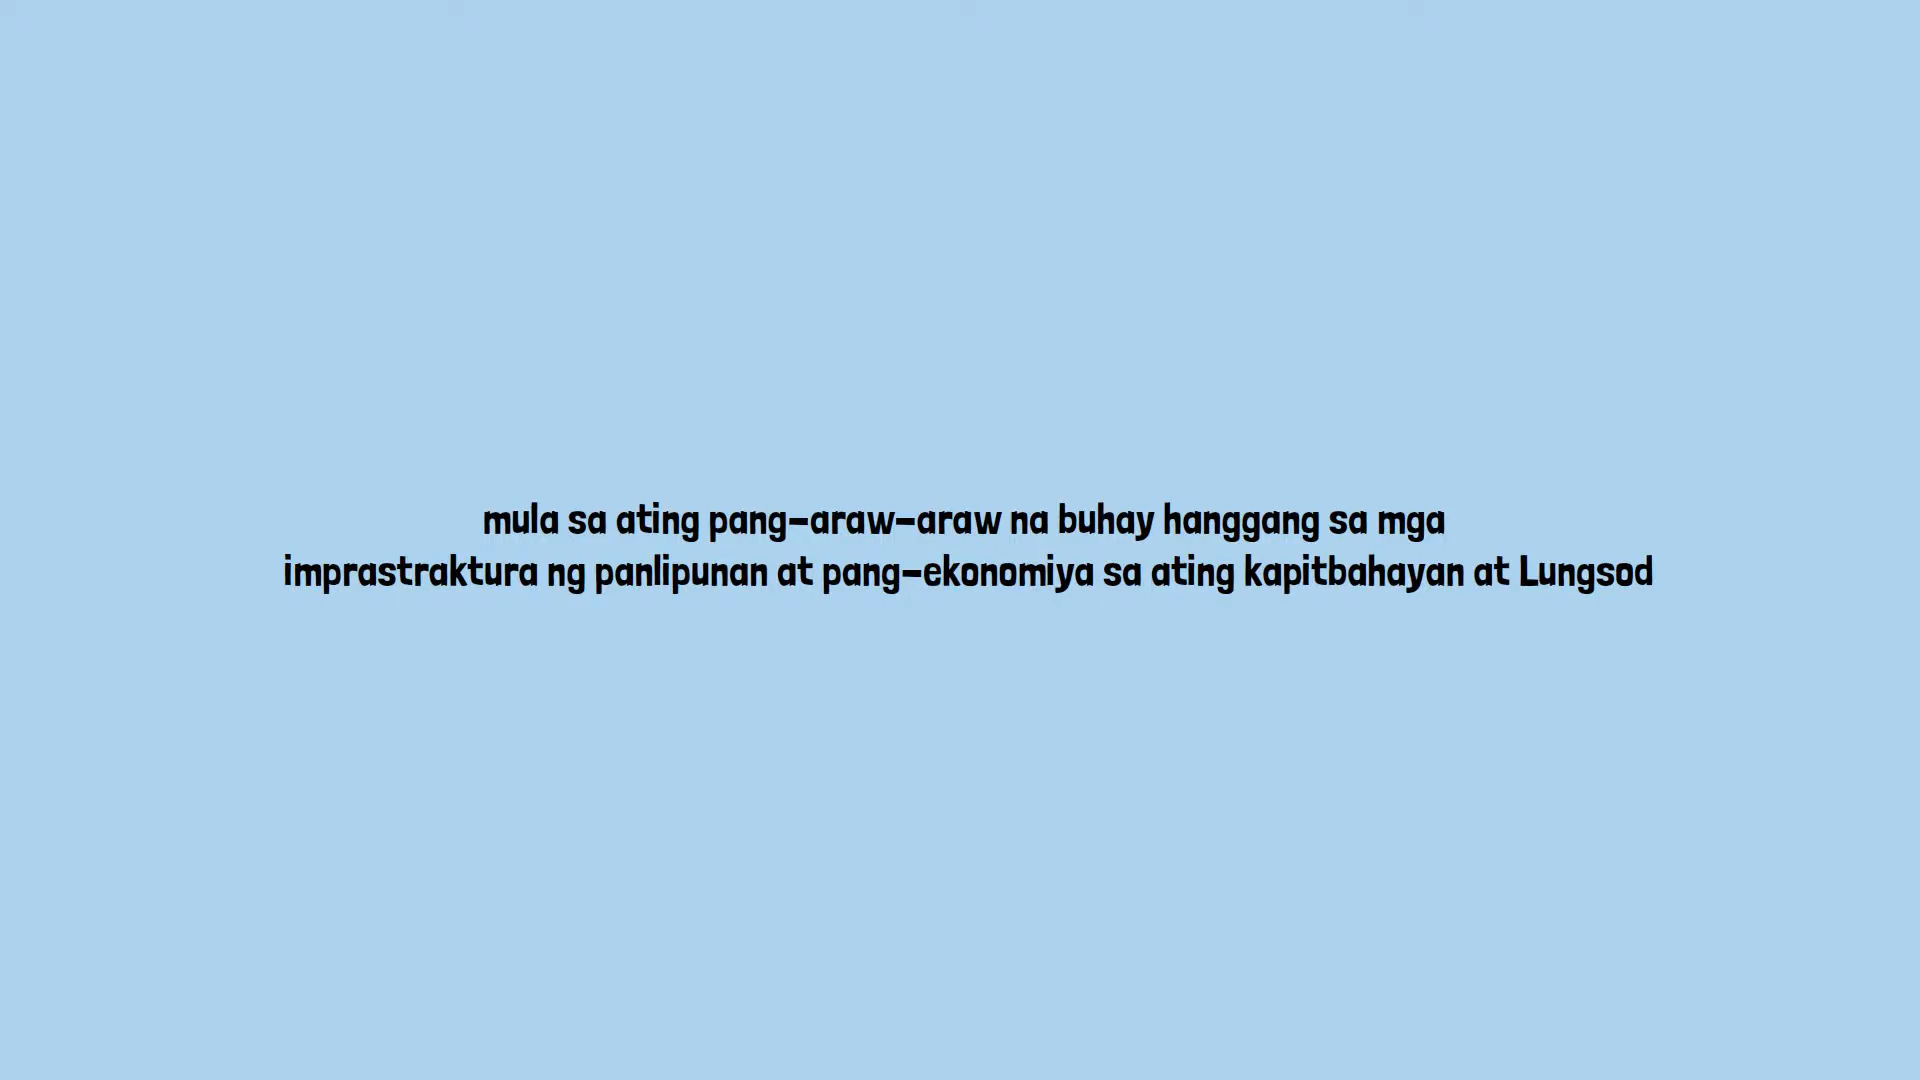 mula sa ating pang-araw-araw na buhay hanggang sa mga
imprastraktura ng panlipunan at pang-ekonomiya sa ating kapitbahayan at Lungsod